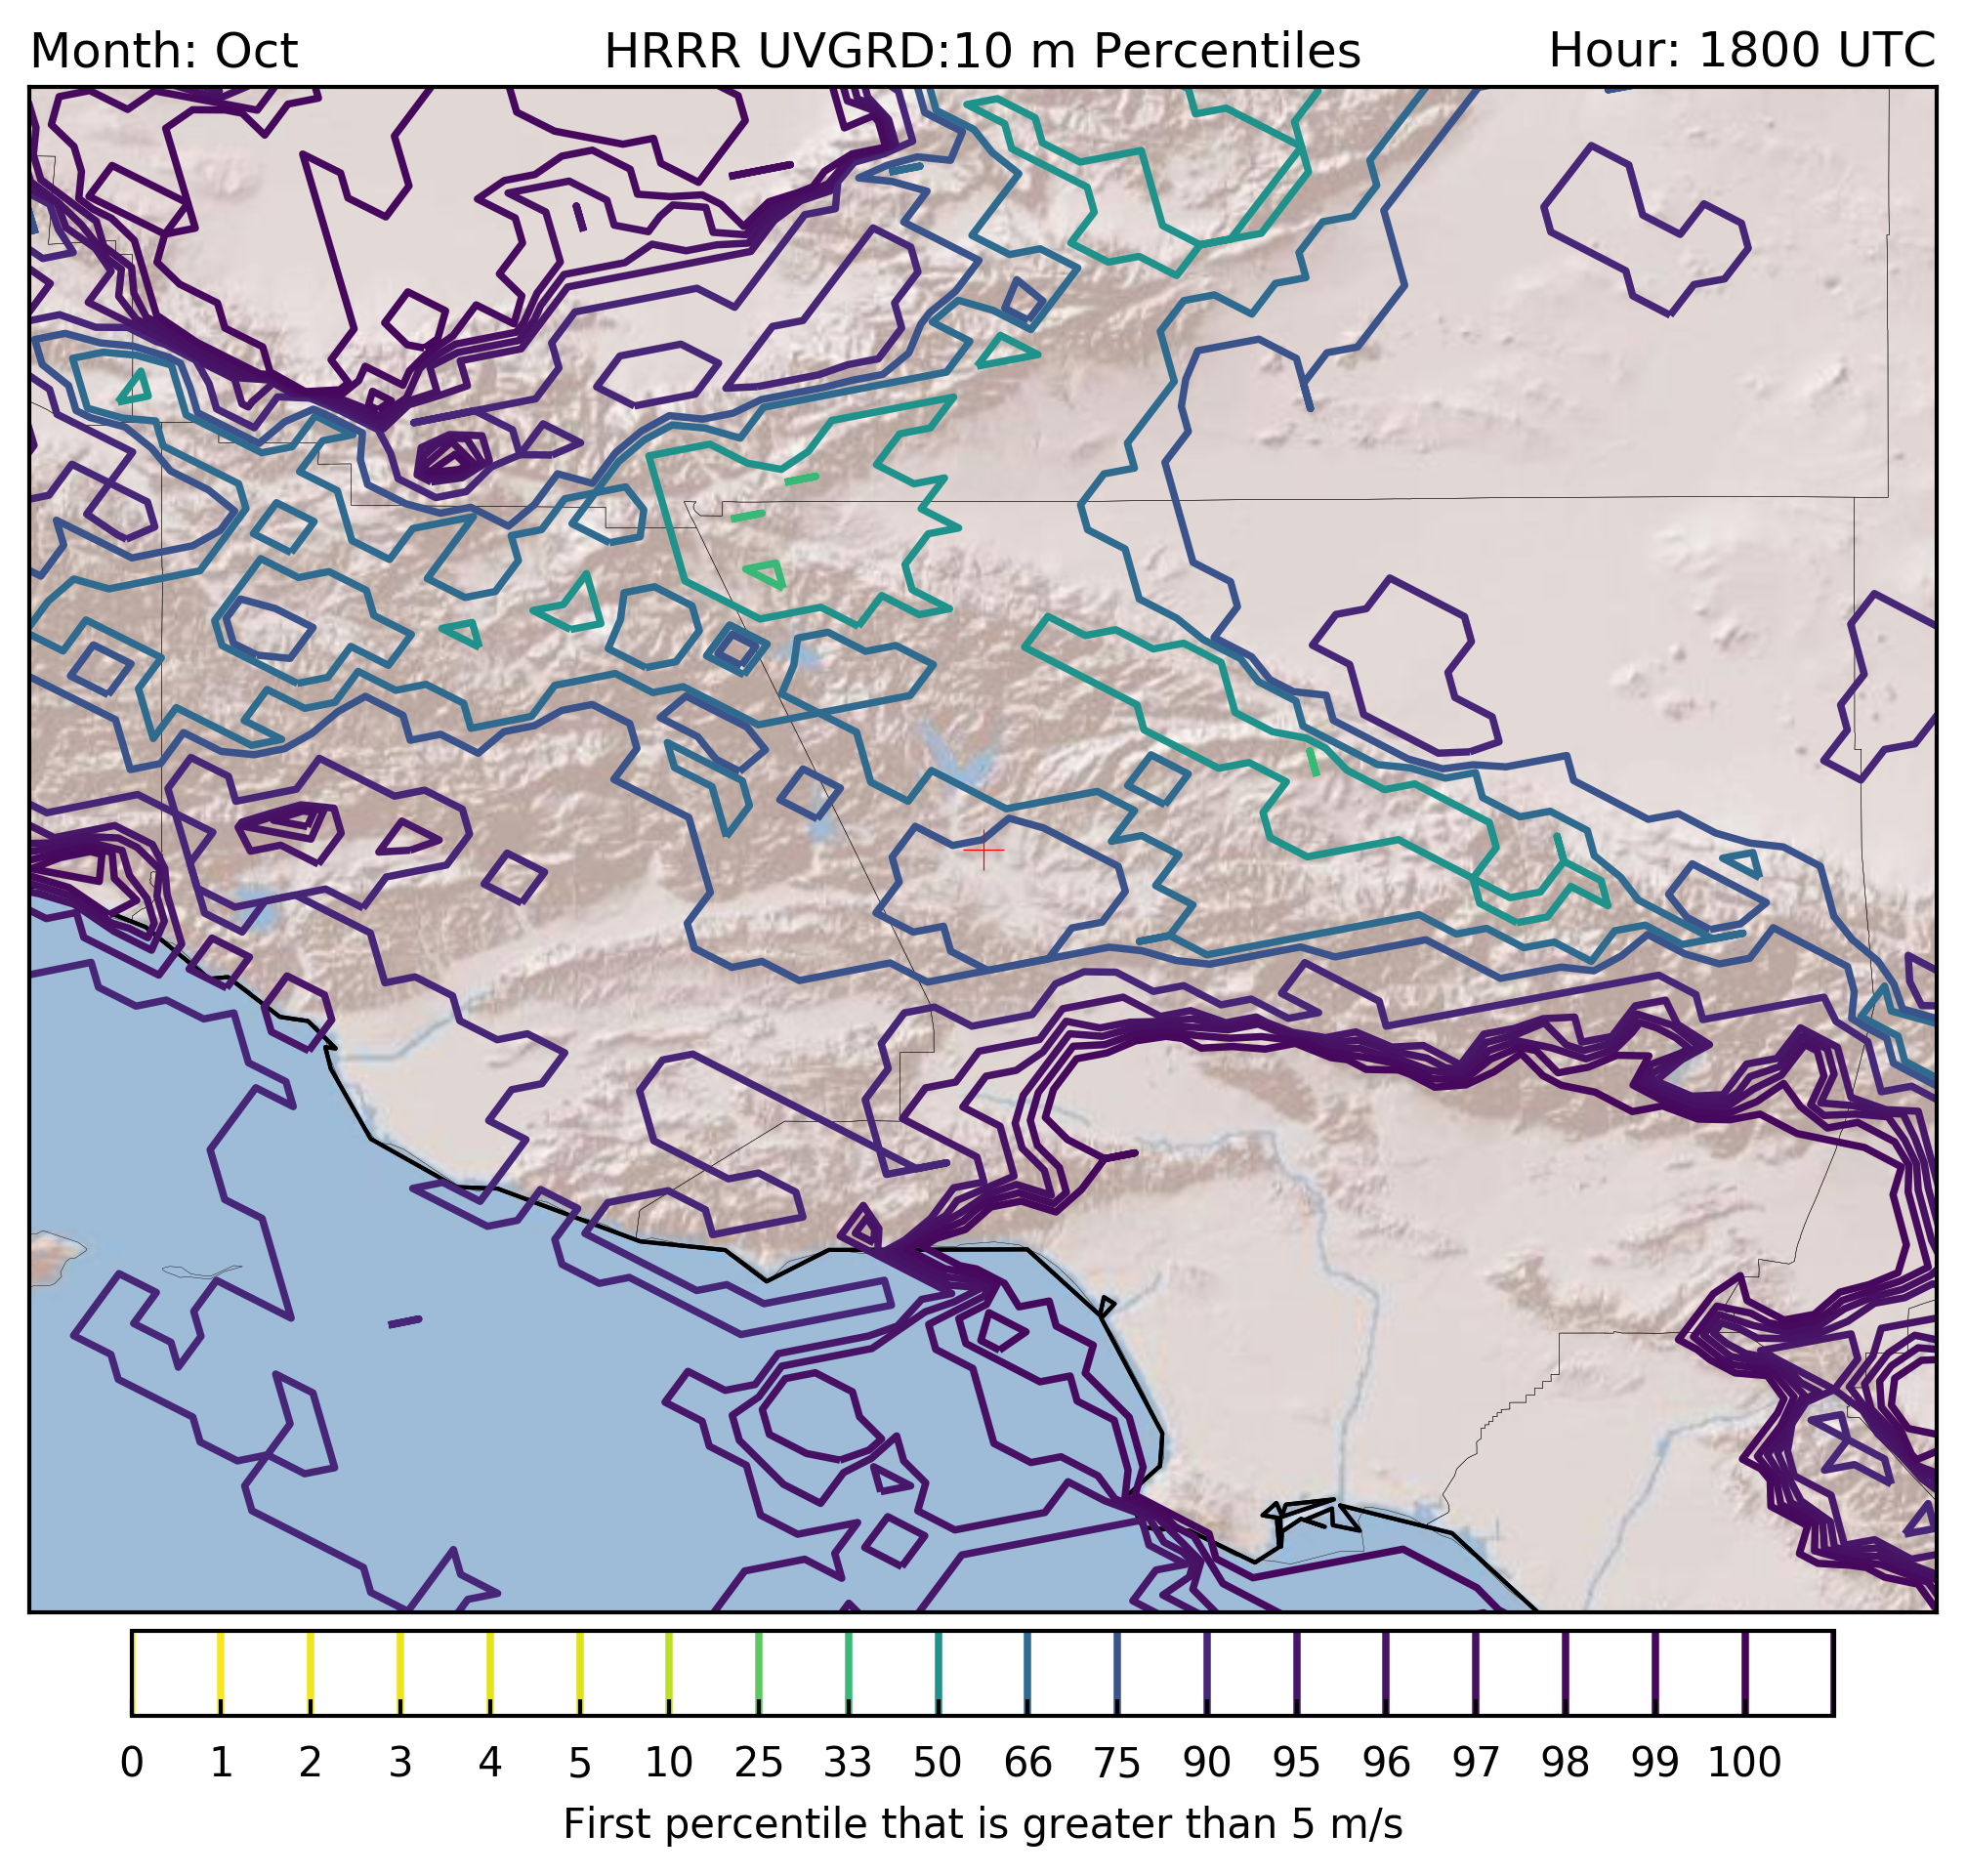 Month: Oct HRRR UVGRD:10 m Percentiles Hour: 1800 UTC
0 1 2 3 4 5 10 25 33 50 66 75 90 95 96 97 98 99 100
First percentile that is greater than 5 m/s